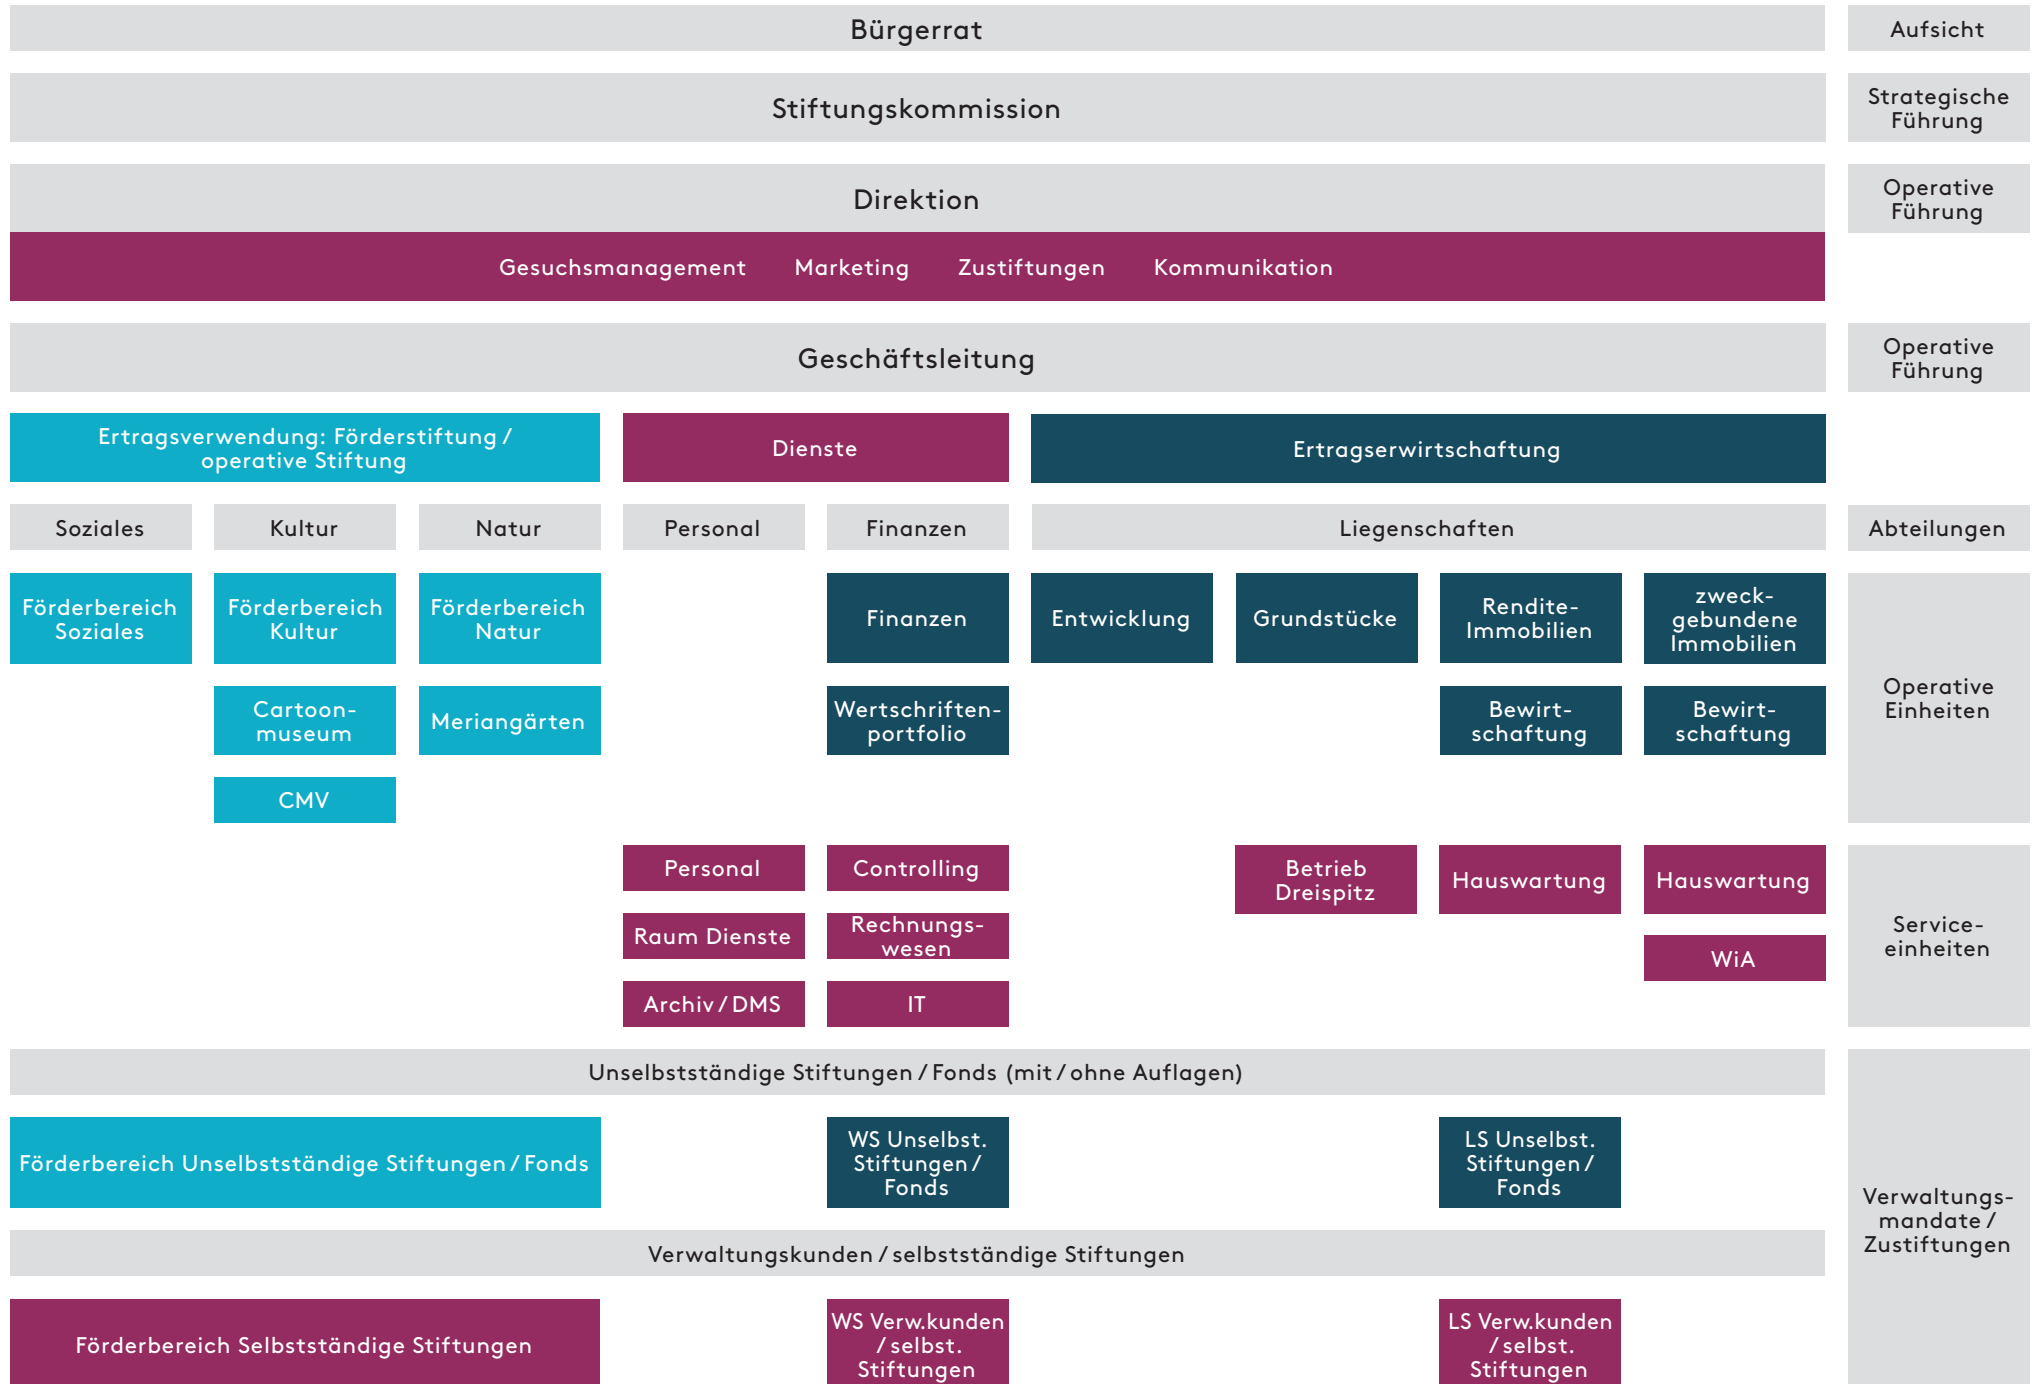 Bürgerrat
Aufsicht
Stiftungskommission
Strategische
Führung
Direktion
Operative
Führung
Gesuchsmanagement Marketing Zustiftungen Kommunikation
Geschäftsleitung
Operative
Führung
Ertragsverwendung: Förderstiftung /
operative Stiftung
Dienste
Ertragserwirtschaftung
Soziales
Kultur
Natur
Personal
Finanzen
Liegenschaften
Abteilungen
Förderbereich
Soziales
Förderbereich
Kultur
Förderbereich
Natur
Finanzen
Entwicklung
Grundstücke
Rendite-
Immobilien
zweck-
gebundene
Immobilien
Operative
Einheiten
Cartoon-
museum
Meriangärten
Wertschriften-
portfolio
Bewirt-
schaftung
Bewirt-
schaftung
CMV
Personal
Controlling
Betrieb
Dreispitz
Hauswartung
Hauswartung
Service-
einheiten
Raum Dienste
Rechnungs-
wesen
WiA
Archiv / DMS
IT
Unselbstständige Stiftungen / Fonds (mit / ohne Auflagen)
Verwaltungs-
mandate /
Zustiftungen
Förderbereich Unselbstständige Stiftungen / Fonds
WS Unselbst.
Stiftungen /
Fonds
LS Unselbst.
Stiftungen /
Fonds
Verwaltungskunden / selbstständige Stiftungen
Förderbereich Selbstständige Stiftungen
WS Verw.kunden
/ selbst.
Stiftungen
LS Verw.kunden
/ selbst.
Stiftungen